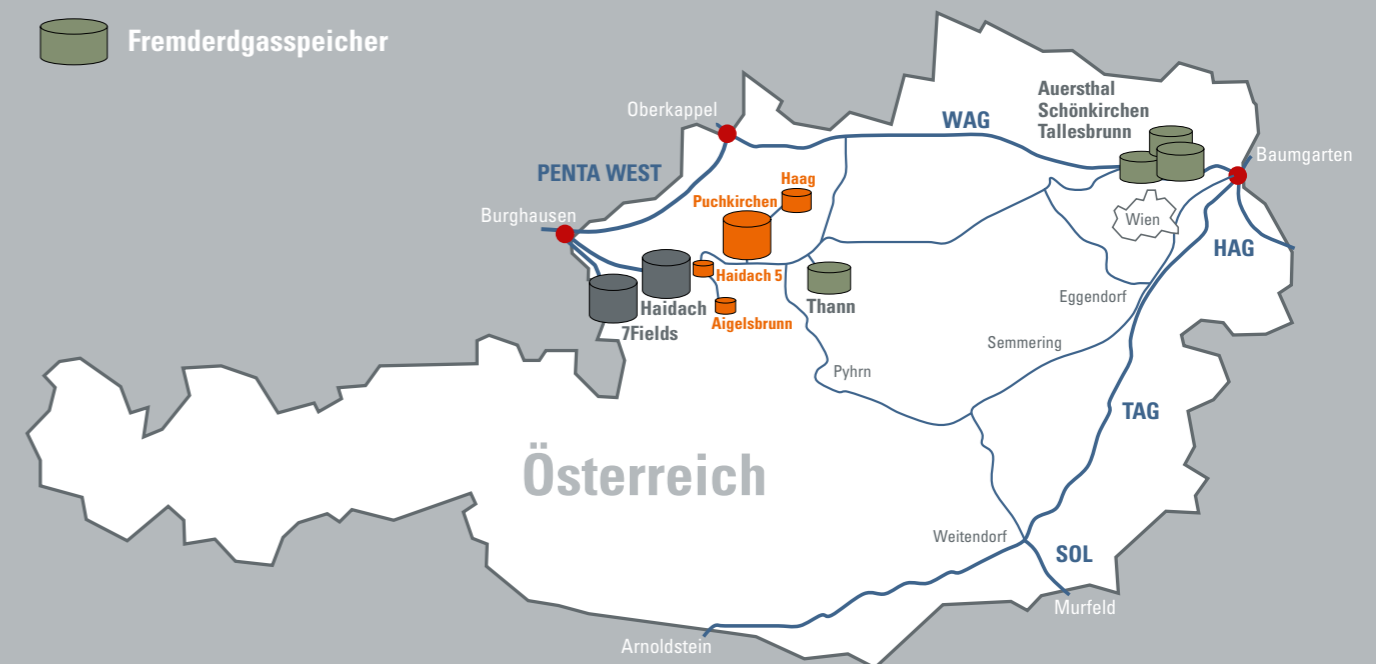 Fremderdgasspeicher
Auersthal
Schönkirchen
Tallesbrunn
Oberkappel
WAG
Baumgarten
PENTA WEST
Haag
Puchkirchen
Burghausen
Wien
HAG
Haidach 5
Haidach
Thann
Eggendorf
Aigelsbrunn
7Fields
Semmering
Pyhrn
TAG
Österreich
Weitendorf
SOL
Murfeld
Arnoldstein